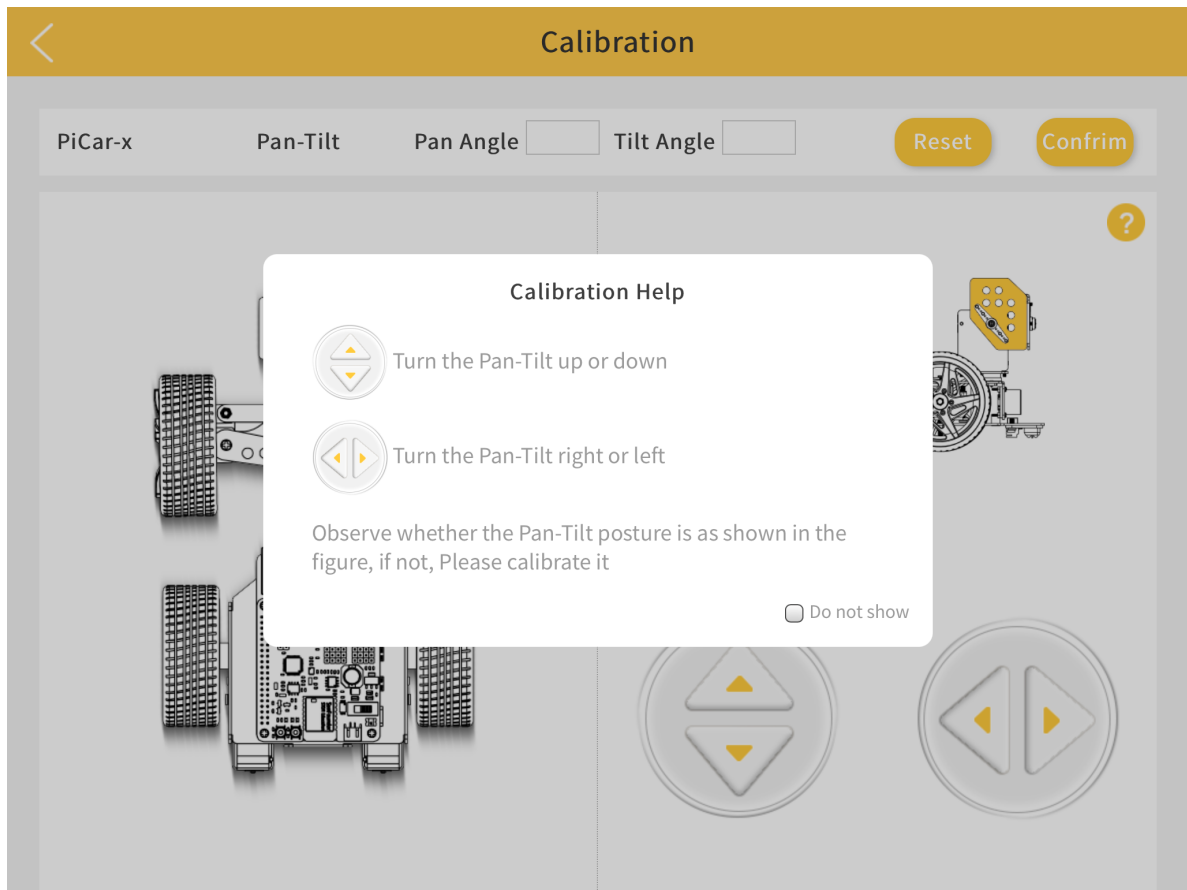 Calibration
PiCar-x Pan-Tilt Pan Angle Tilt Angle Reset Confrim
?
Calibration Help
Turn the Pan-Tilt up or down
Turn the Pan-Tilt right or left
Observe whether the Pan-Tilt posture is as shown in the
figure, if not, Please calibrate it
Do not show